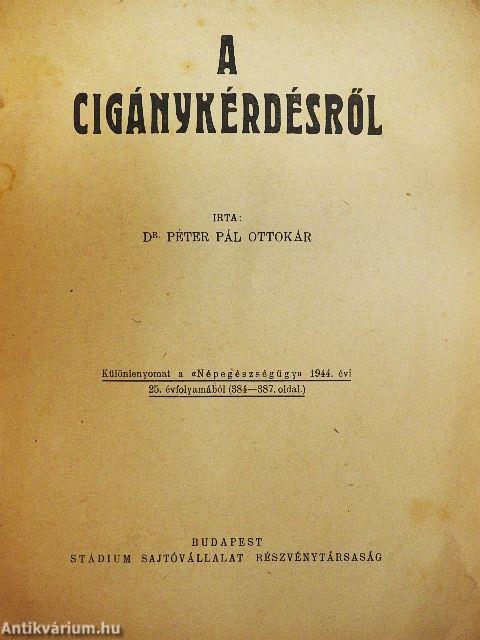 A
CIGÁNYKÉRDÉSRŐL
IRTA:
DR. PÉTER PÁL OTTOKÁR
Különlenyomat a «Népegészségügy» 1944. évi
25. évfolyamából (384—387. oldal.)
BUDAPEST
STÁDIUM SAJTÓVÁLLALAT RÉSZVÉNYTÁRSASÁG
Antikvárium.hu